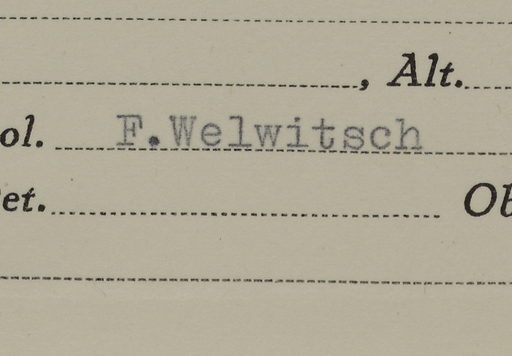 , Alt.
ol. F.Welwitsch
et. Ob